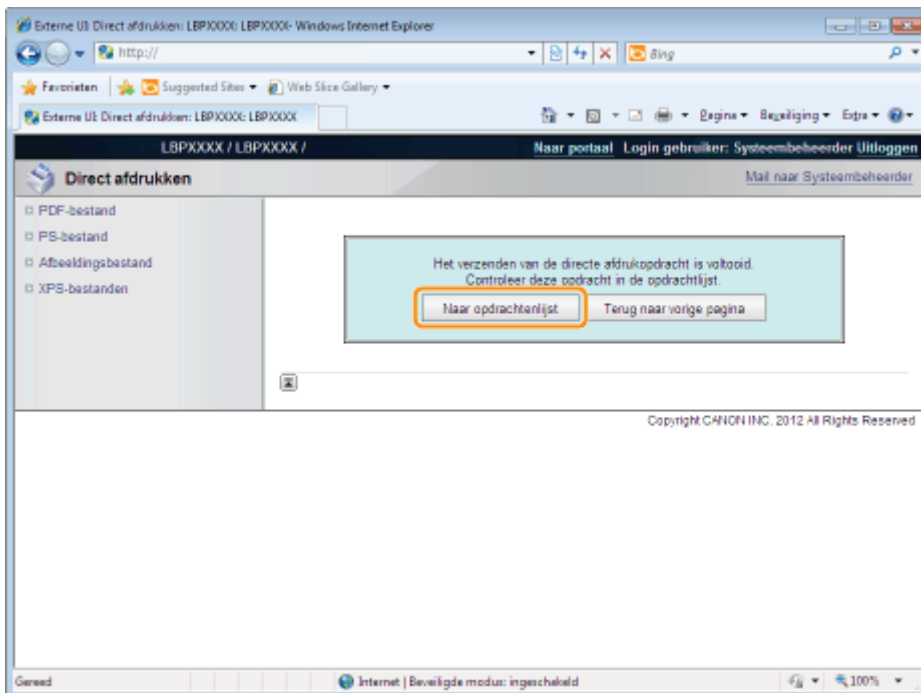 Externe UI: Direct afdrukken: LBPXXXX: LBPXXXX- Windows Internet Explorer
http://
Bing
Favorieten Suggested Sites Web Slice Gallery
Externe UI: Direct afdrukken: LBPXXXX: LBPXXXX
Pagina Beveiliging Extra
LBPXXXX / LBPXXXX /
Naar portaal Login gebruiker: Systeembeheerder Uitloggen
Direct afdrukken
Mail naar Systeembeheerder
PDF-bestand
PS-bestand
Afbeeldingsbestand
XPS-bestanden
Het verzenden van de directe afdrukopdracht is voltooid.
Controleer deze opdracht in de opdrachtlijst.
Naar opdrachtenlijst Terug naar vorige pagina
Copyright CANON INC. 2012 All Rights Reserved
Gereed Internet | Beveiligde modus: ingeschakeld 100%